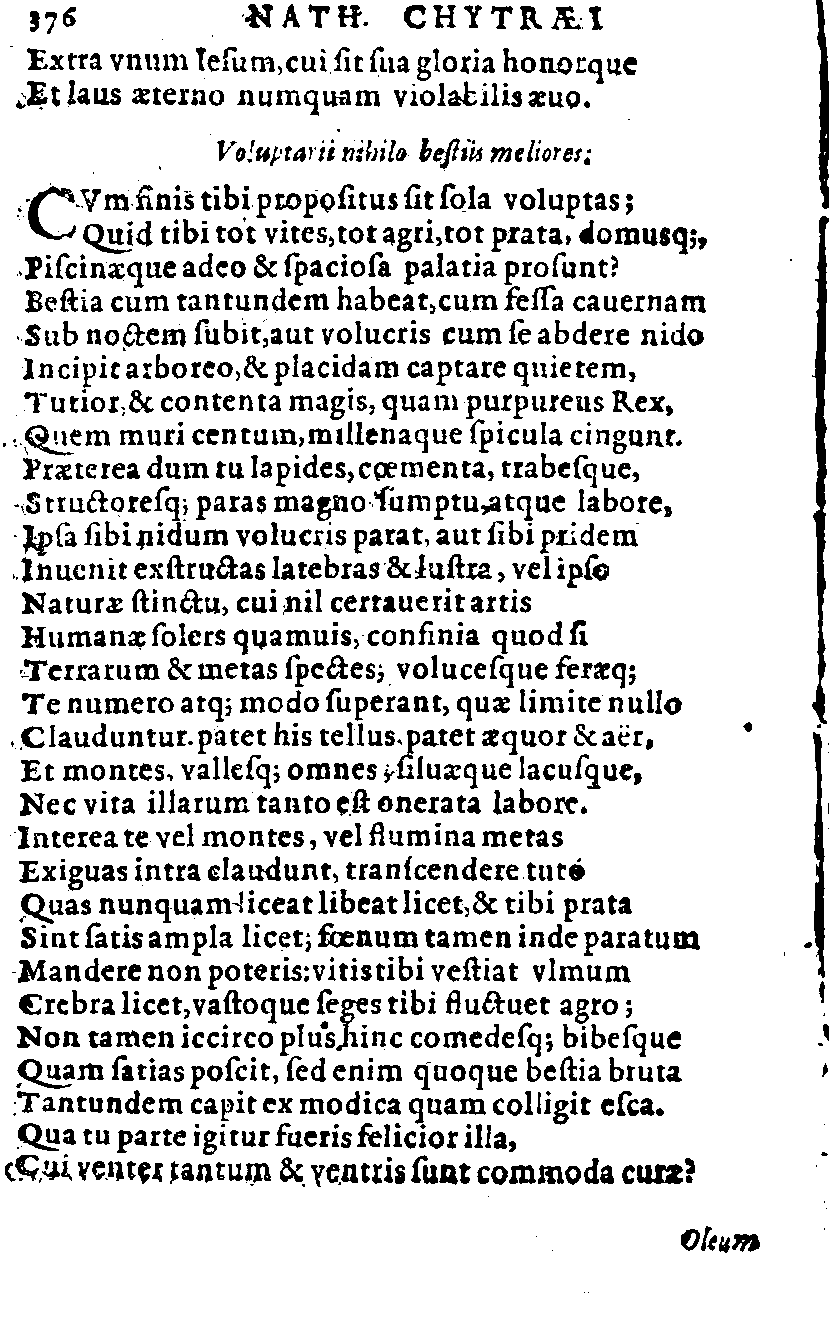 376 NATH. CHYTRÆI
Extra vnum Ieſum, cui ſit ſua gloria honorque
Et laus æterno numquam violabilis æuo.
Voluptarii nihilo beſtiis meliores:
CVm finis tibi propoſitus ſit ſola voluptas;
Quid tibi tot vites, tot agri, tot prata, domusq;,
Piſcinæque adeo & ſpacioſa palatia proſunt?
Beſtia cum tantundem habeat, cum feſſa cauernam
Sub noctem ſubit, aut volucris cum ſe abdere nido
Incipit arboreo, & placidam captare quietem,
Tutior, & contenta magis, quam purpureus Rex,
Quem muri centum, millenaque ſpicula cingunt.
Præterea dum tu lapides, cœmenta, trabeſque,
Structoreſq; paras magno ſumptu, atque labore,
Ipſa ſibi nidum volucris parat, aut ſibi pridem
Inuenit exſtructas latebras & luſtra, vel ipſo
Naturæ ſtinctu, cui nil certauerit artis
Humanæ ſolers quamuis, confinia quod ſi
Terrarum & metas ſpectes; voluceſque feræq;
Te numero atq; modo ſuperant, quæ limite nullo
Clauduntur. patet his tellus, patet æquor & aër,
Et montes, valleſq; omnes, ſiluæque lacuſque,
Nec vita illarum tanto eſt onerata labore.
Interea te vel montes, vel flumina metas
Exiguas intra claudunt, tranſcendere tuté
Quas nunquam liceat libeat licet, & tibi prata
Sint ſatis ampla licet; fœnum tamen inde paratum
Mandere non poteris: vitis tibi veſtiat vlmum
Crebra licet, vaſtoque ſeges tibi fluctuet agro;
Non tamen iccirco plus hinc comedeſq; bibeſque
Quam ſatias poſcit, ſed enim quoque beſtia bruta
Tantundem capit ex modica quam colligit eſca.
Qua tu parte igitur fueris felicior illa,
Cui venter tantum & ventris ſunt commoda curæ?
Oleum